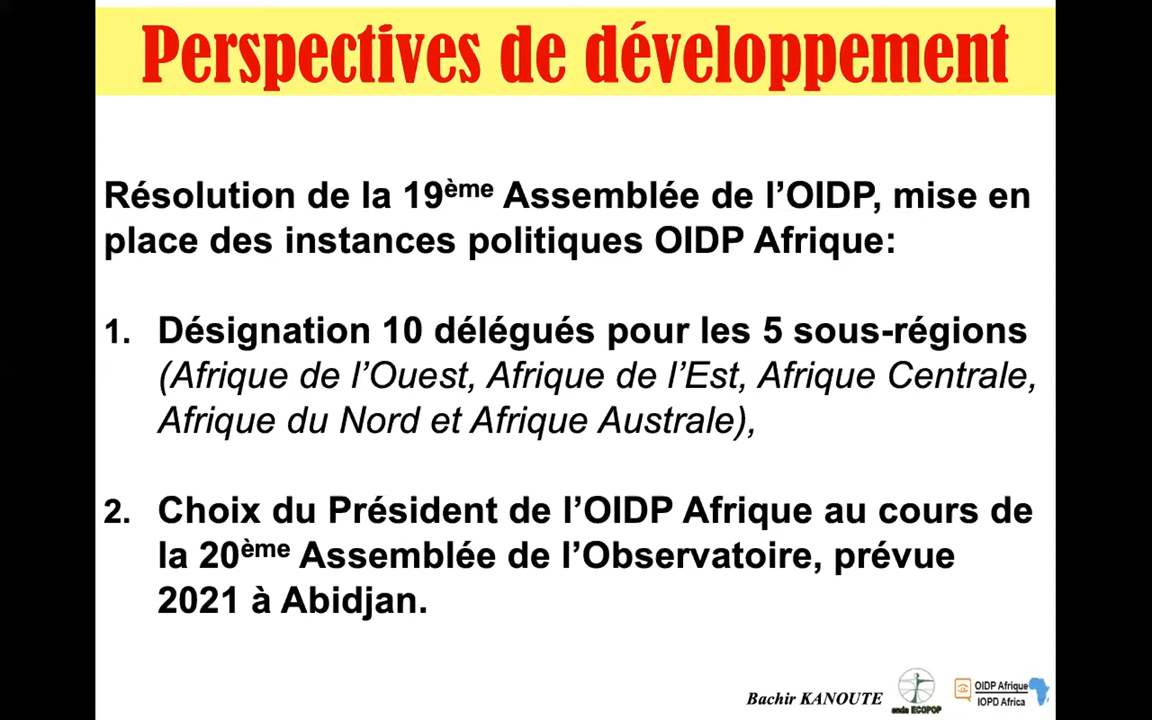 Perspectives de développement
Résolution de la 19ème Assemblée de l’OIDP, mise en
place des instances politiques OIDP Afrique:
1. Désignation 10 délégués pour les 5 sous-régions
(Afrique de l’Ouest, Afrique de l’Est, Afrique Centrale,
Afrique du Nord et Afrique Australe),
2. Choix du Président de l’OIDP Afrique au cours de
la 20ème Assemblée de l’Observatoire, prévue
2021 à Abidjan.
Bachir KANOUTE
enda ECOPOP
OIDP Afrique
IOPD Africa